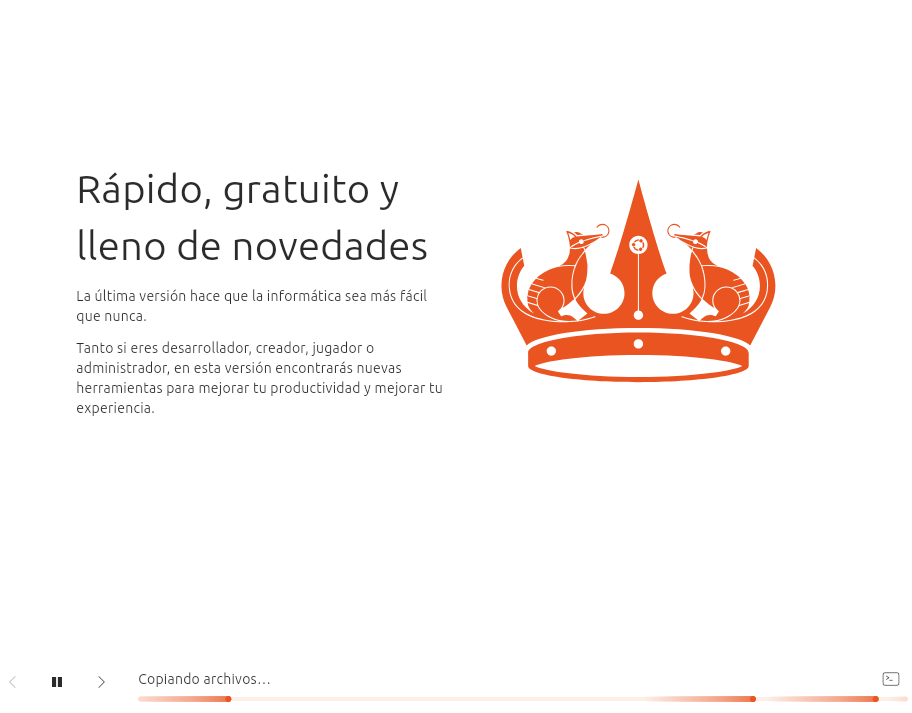 Rápido, gratuito y
lleno de novedades
La última versión hace que la informática sea más fácil
que nunca.
Tanto si eres desarrollador, creador, jugador o
administrador, en esta versión encontrarás nuevas
herramientas para mejorar tu productividad y mejorar tu
experiencia.
Copiando archivos…